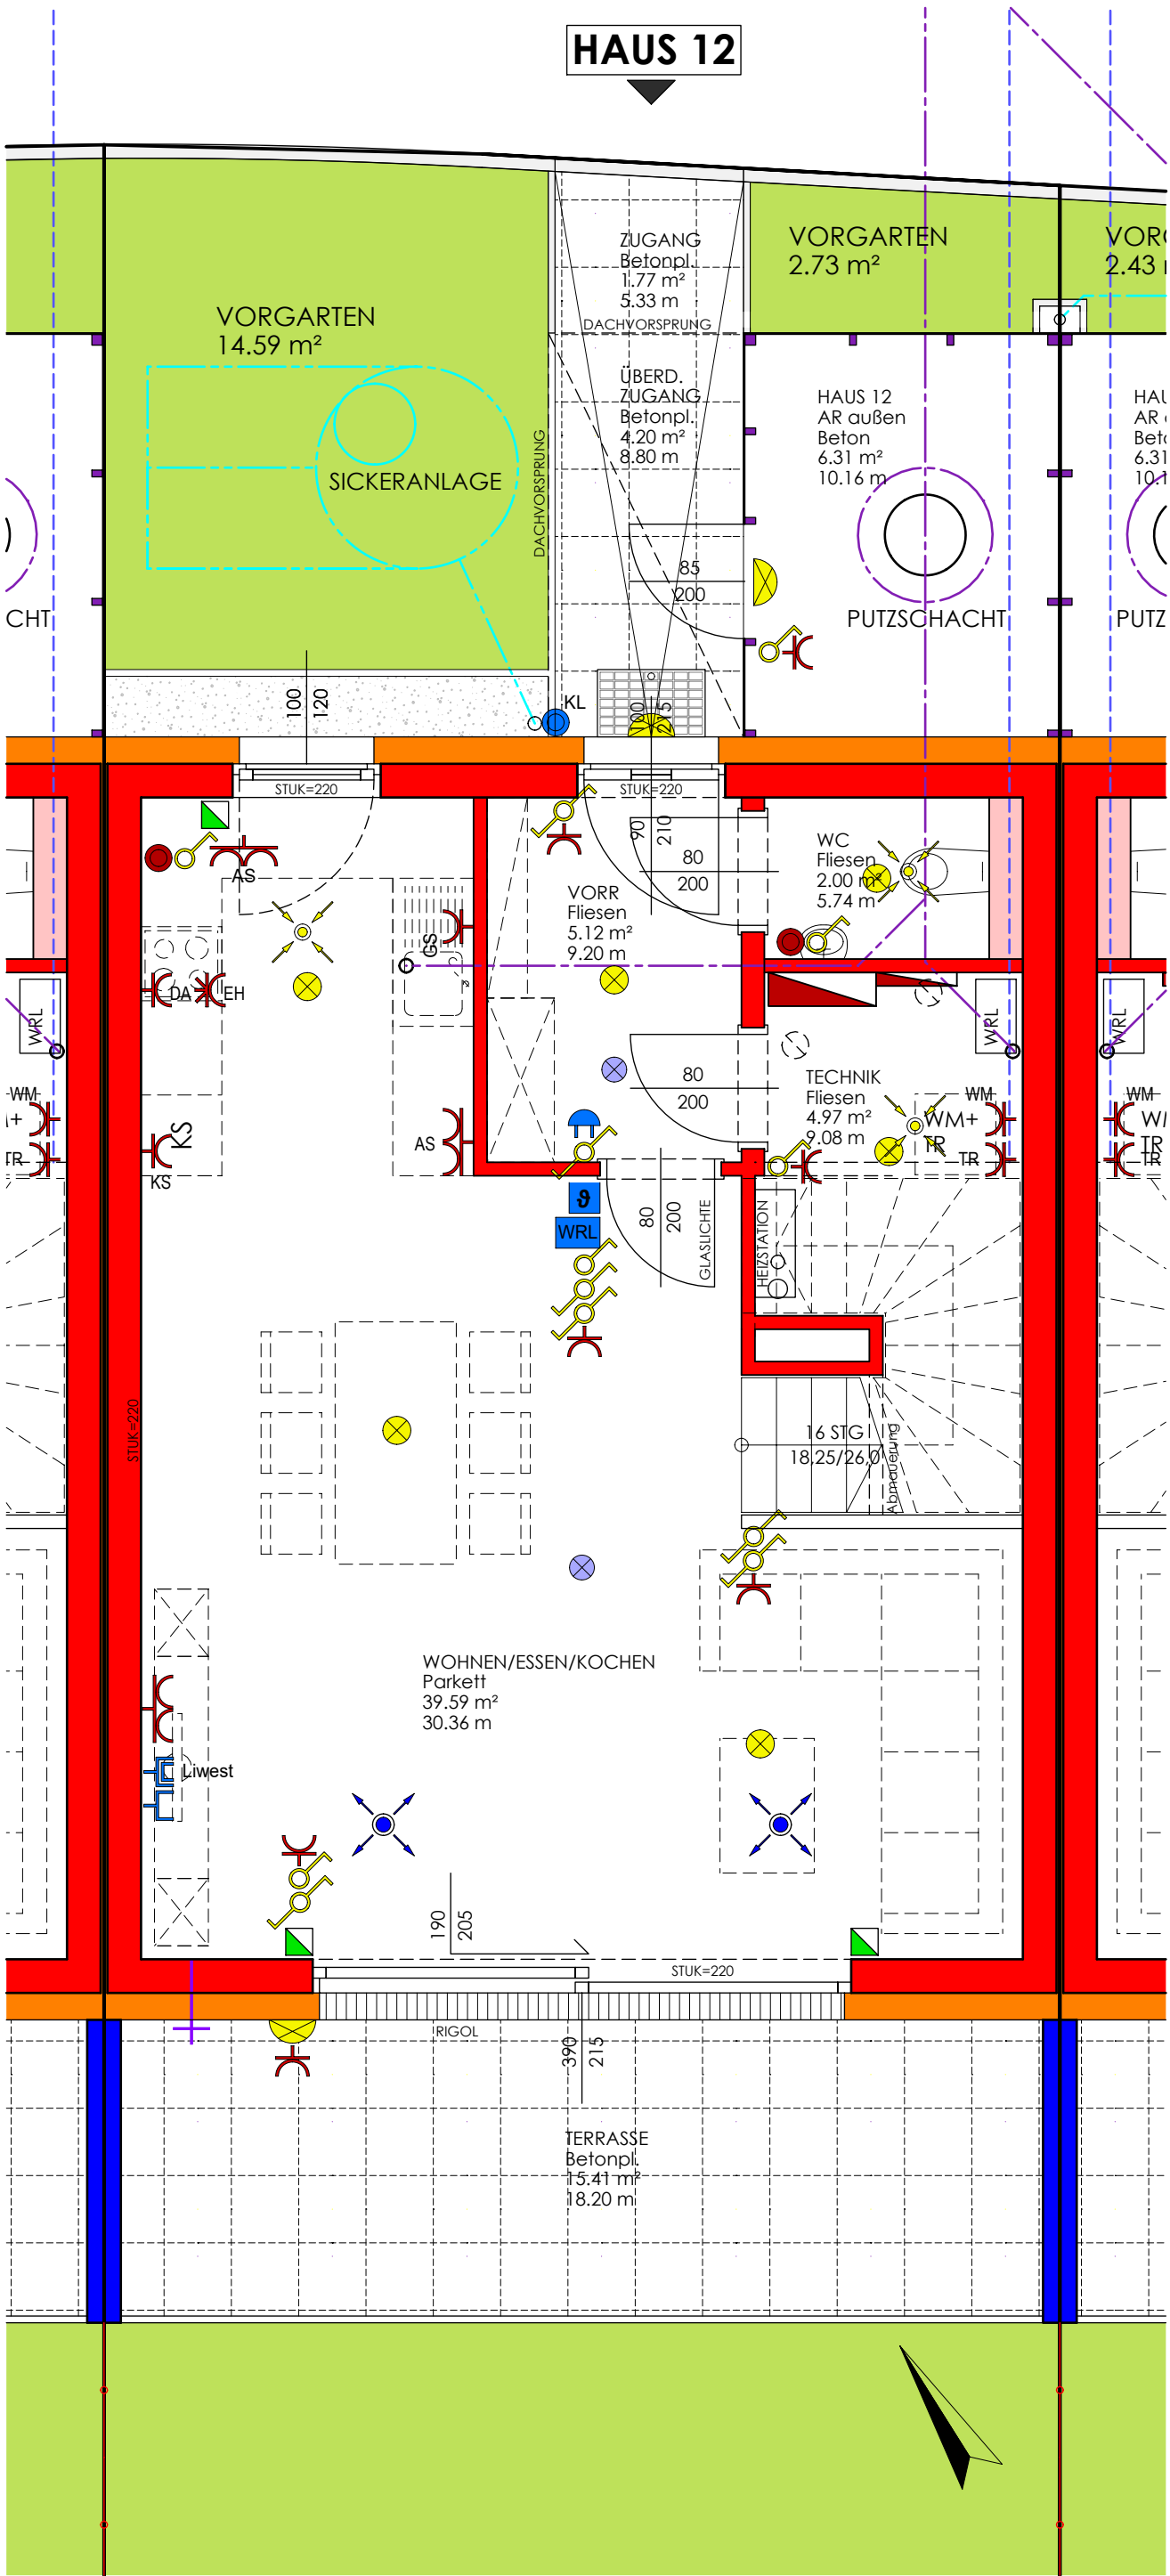 HAUS 12
ZUGANG
Betonpl.
1.77 m²
5.33 m
VORGARTEN
2.73 m²
2.43
VORGARTEN
14.59 m²
DACHVORSPRUNG
ÜBERD.
ZUGANG
Betonpl.
4.20 m²
8.80 m
HAUS 12
AR außen
Beton
6.31 m²
10.16 m
6.31
SICKERANLAGE
DACHVORSPRUNG
85
200
CHT
PUTZSCHACHT
PUTZ
100
120
KL
STUK=220
STUK=220
90
210
80
200
AS
WC
Fliesen
2.00 m²
5.74 m
VORR
Fliesen
5.12 m²
9.20 m
GS
DA
EH
WRL
WRL
WRL
80
200
TECHNIK
Fliesen
4.97 m²
9.08 m
WM
WM+
TR
TR
WM
WM
TR
TR
KS
KS
AS
ϑ
WRL
80
200
GLASLICHTE
HEIZSTATION
STUK=220
16 STG
18,25/26,0
Abmauerung
WOHNEN/ESSEN/KOCHEN
Parkett
39.59 m²
30.36 m
Liwest
190
205
STUK=220
RIGOL
390
215
TERRASSE
Betonpl.
15.41 m²
18.20 m